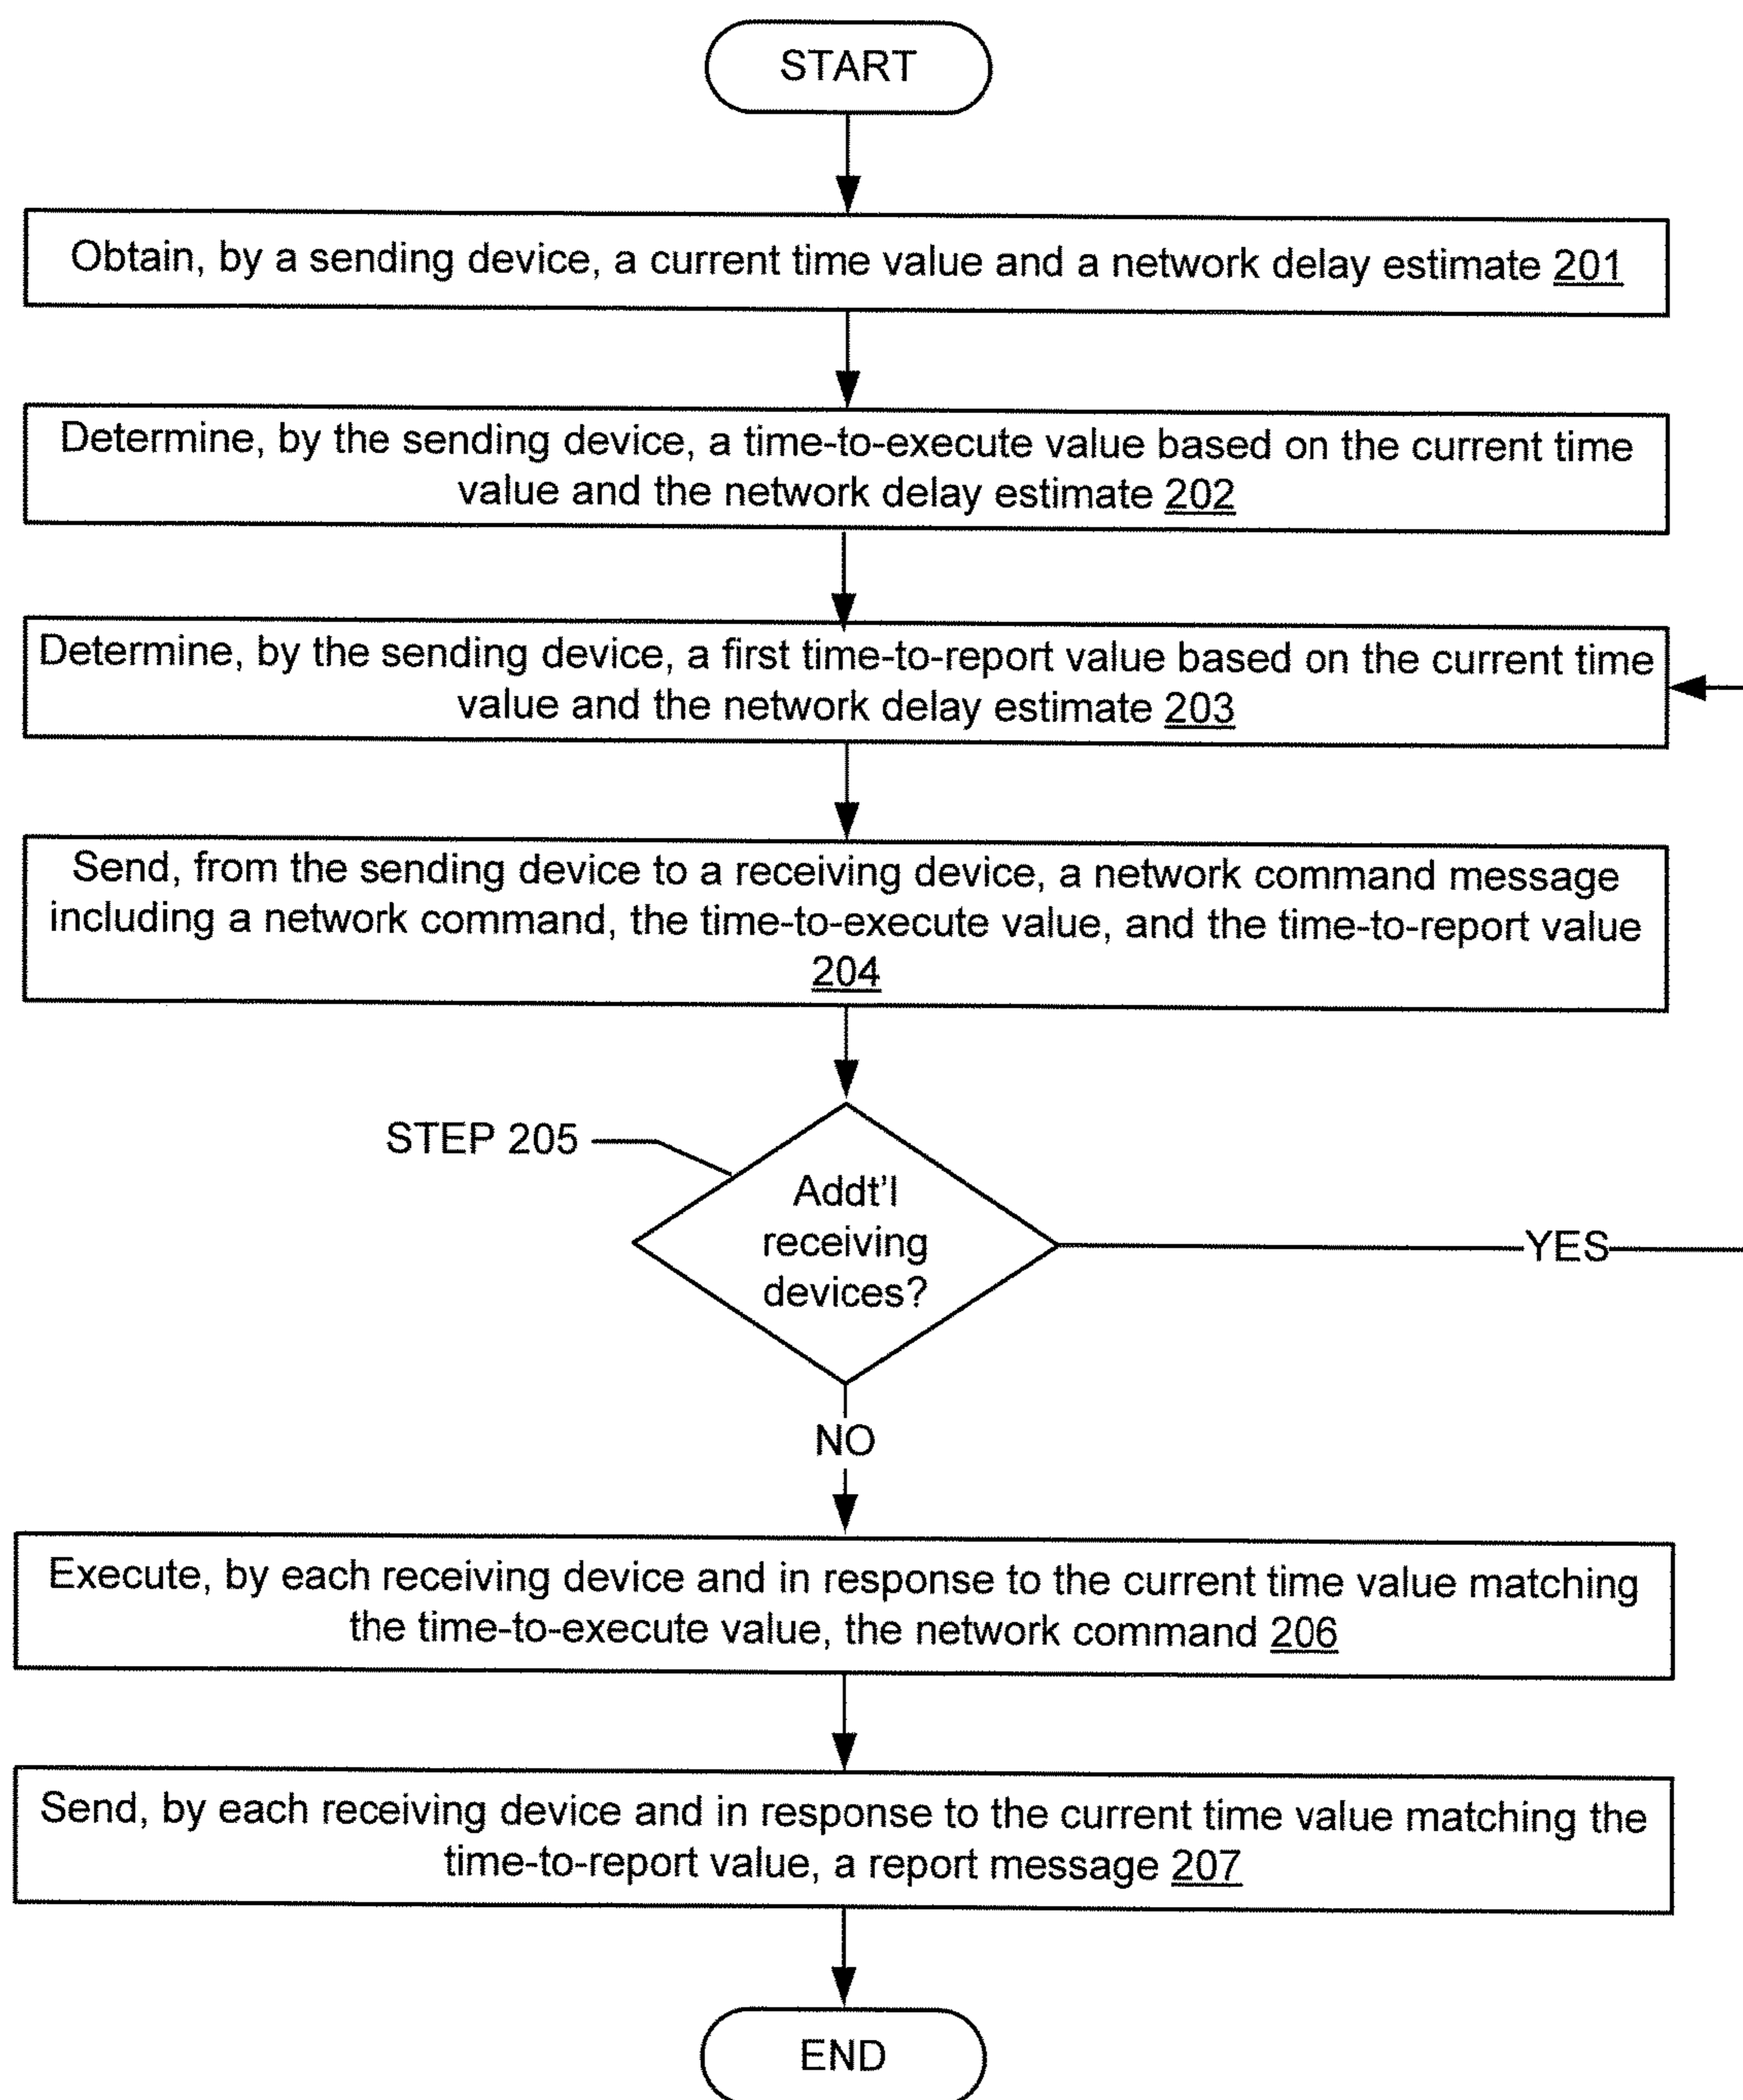 START
Obtain, by a sending device, a current time value and a network delay estimate 201
Determine, by the sending device, a time-to-execute value based on the current time
value and the network delay estimate 202
Determine, by the sending device, a first time-to-report value based on the current time
value and the network delay estimate 203
Send, from the sending device to a receiving device, a network command message
including a network command, the time-to-execute value, and the time-to-report value
204
STEP 205
Addt'l
receiving
devices?
YES
NO
Execute, by each receiving device and in response to the current time value matching
the time-to-execute value, the network command 206
Send, by each receiving device and in response to the current time value matching the
time-to-report value, a report message 207
END